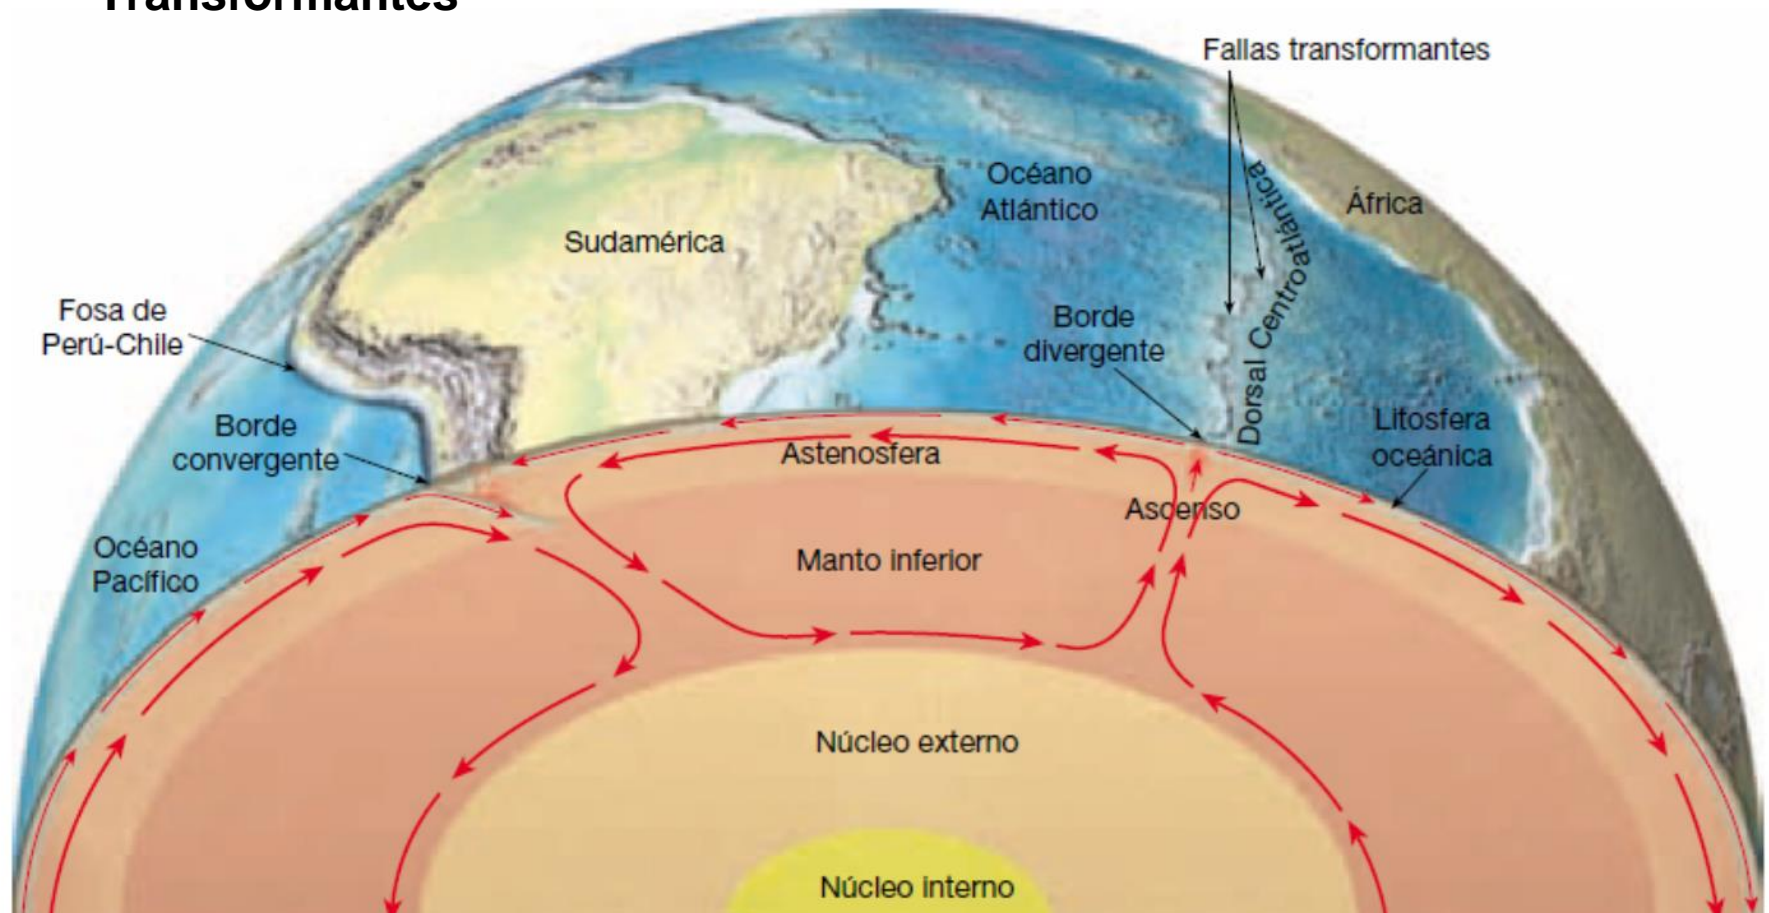 Transformantes
Fallas transformantes
Océano
Atlántico
África
Sudamérica
Dorsal Centroatlántica
Fosa de
Perú-Chile
Borde
divergente
Borde
convergente
Litosfera
oceánica
Astenosfera
Ascenso
Océano
Pacífico
Manto inferior
Núcleo externo
Núcleo interno